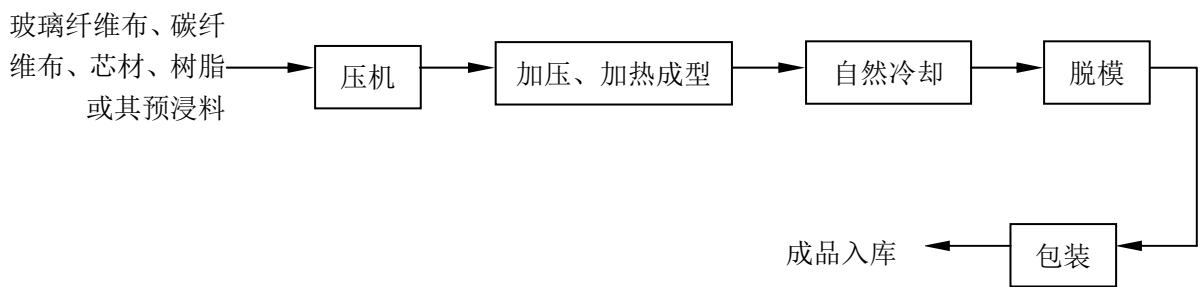 玻璃纤维布、碳纤
维布、芯材、树脂
或其预浸料
压机
加压、加热成型
自然冷却
脱模
包装
成品入库